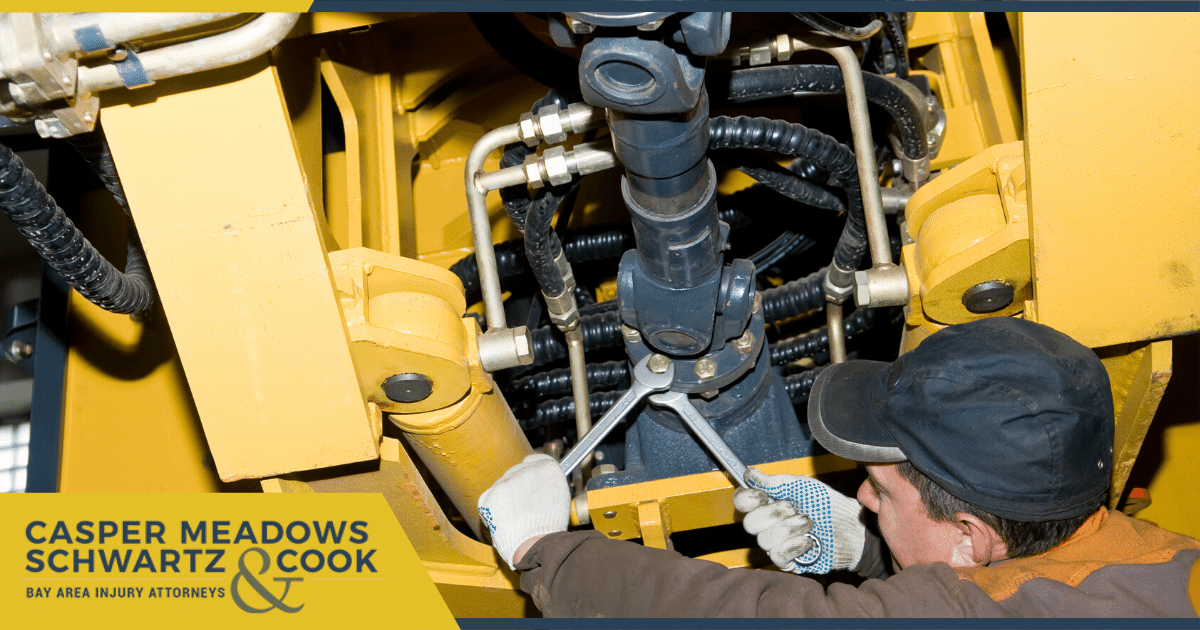 CASPER MEADOWS
SCHWARTZ & COOK
BAY AREA INJURY ATTORNEYS